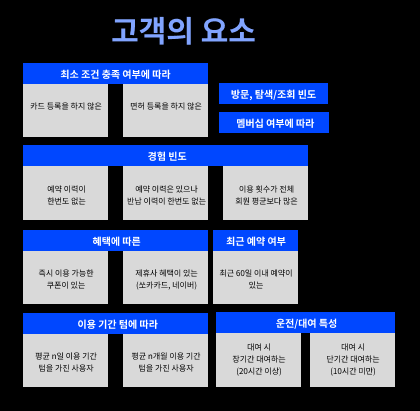 고객의 요소
최소 조건 충족 여부에 따라
카드 등록을 하지 않은
면허 등록을 하지 않은
방문, 탐색/조회 빈도
멤버십 여부에 따라
경험 빈도
예약 이력이
한번도 없는
예약 이력은 있으나
반납 이력이 한번도 없는
이용 횟수가 전체
회원 평균보다 많은
혜택에 따른
즉시 이용 가능한
쿠폰이 있는
제휴사 혜택이 있는
(쏘카카드, 네이버)
최근 예약 여부
최근 60일 이내 예약이
있는
이용 기간 텀에 따라
평균 n일 이용 기간
텀을 가진 사용자
평균 n개월 이용 기간
텀을 가진 사용자
운전/대여 특성
대여 시
장기간 대여하는
(20시간 이상)
대여 시
단기간 대여하는
(10시간 미만)